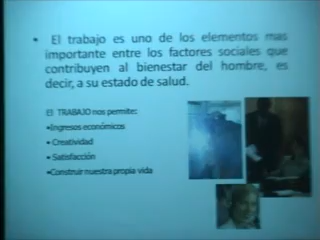 • El trabajo es uno de los elementos mas
importante entre los factores sociales que
contribuyen al bienestar del hombre, es
decir, a su estado de salud.
El TRABAJO nos permite:
•Ingresos económicos
• Creatividad
• Satisfacción
•Construir nuestra propia vida